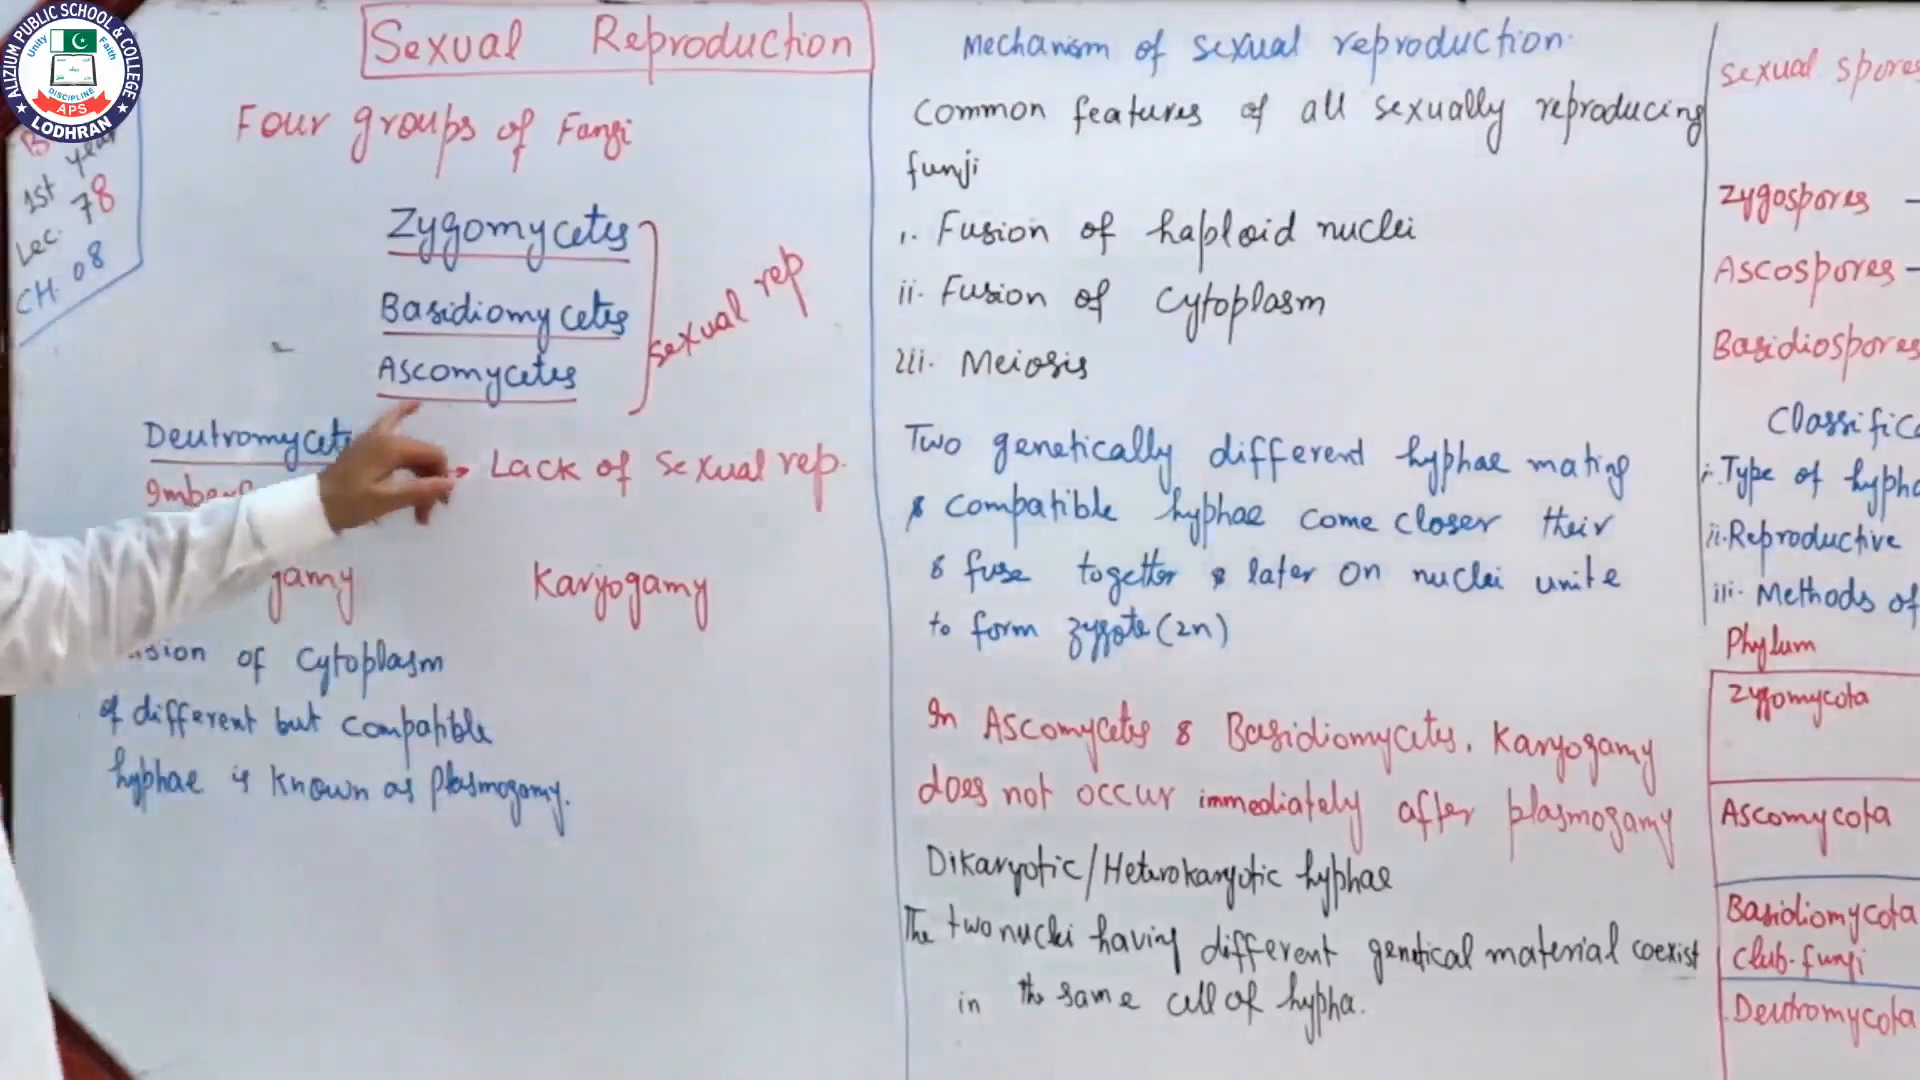 ALIZIUM PUBLIC SCHOOL & COLLEGE
Unity
Faith
DISCIPLINE
APS
LODHRAN
B
1st year
Lec. 78
CH. 08
Sexual Reproduction
Four groups of Fungi
Zygomycetes
Basidiomycetes
Ascomycetes
sexual rep
Deutromycet
Lack of sexual rep.
gamy
Karyogamy
of cytoplasm
of different but compatible
hyphae is known as plasmogamy.
Mechanism of sexual reproduction.
Common features of all sexually reproducing
funji
i. Fusion of haploid nuclei
ii. Fusion of cytoplasm
iii. Meiosis
Two genetically different hyphae mating
& compatible hyphae come closer their
& fuse together & later on nuclei unite
to form zygote (2n)
In Ascomycetes & Basidiomycetes. Karyogamy
does not occur immediately after plasmogamy
Dikaryotic/Heterokaryotic hyphae
The two nuclei having different genetical material coexist
in the same cell of hypha.
Sexual spores
Zygospores -
Ascospores -
Basidiospores
Classific
i. Type of hypha
ii. Reproductive
iii. Methods of
Phylum
Zygomycota
Ascomycota
Basidiomycota
Club-funji
Deutromycota